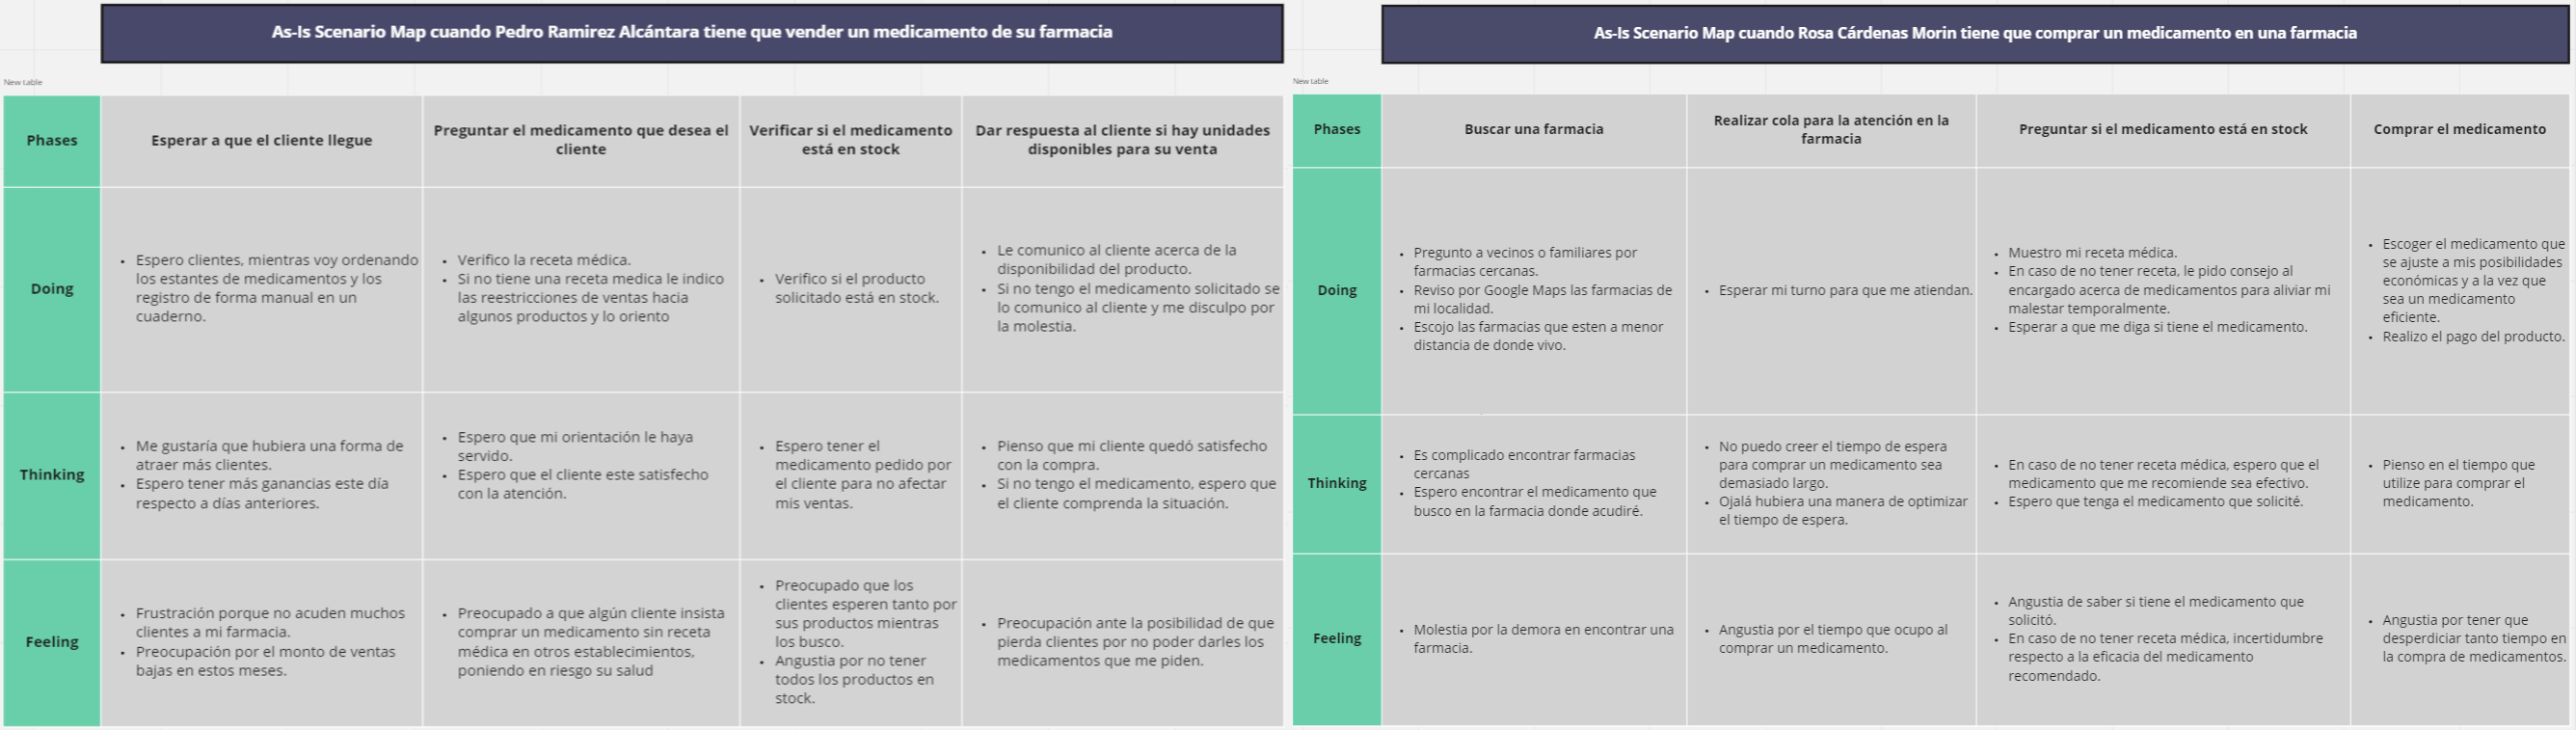 As-Is Scenario Map cuando Pedro Ramirez Alcántara tiene que vender un medicamento de su farmacia
New table
Phases
Esperar a que el cliente llegue
Preguntar el medicamento que desea el
cliente
Verificar si el medicamento
está en stock
Dar respuesta al cliente si hay unidades
disponibles para su venta
Doing
• Espero clientes, mientras voy ordenando
los estantes de medicamentos y los
registro de forma manual en un
cuaderno.
• Verifico la receta médica.
• Si no tiene una receta medica le indico
las reestricciones de ventas hacia
algunos productos y lo oriento
• Verifico si el producto
solicitado está en stock.
• Le comunico al cliente acerca de la
disponibilidad del producto.
• Si no tengo el medicamento solicitado se
lo comunico al cliente y me disculpo por
la molestia.
Thinking
• Me gustaría que hubiera una forma de
atraer más clientes.
• Espero tener más ganancias este día
respecto a días anteriores.
• Espero que mi orientación le haya
servido.
• Espero que el cliente este satisfecho
con la atención.
• Espero tener el
medicamento pedido por
el cliente para no afectar
mis ventas.
• Pienso que mi cliente quedó satisfecho
con la compra.
• Si no tengo el medicamento, espero que
el cliente comprenda la situación.
Feeling
• Frustración porque no acuden muchos
clientes a mi farmacia.
• Preocupación por el monto de ventas
bajas en estos meses.
• Preocupado a que algún cliente insista
comprar un medicamento sin receta
médica en otros establecimientos,
poniendo en riesgo su salud
• Preocupado que los
clientes esperen tanto por
sus productos mientras
los busco.
• Angustia por no tener
todos los productos en
stock.
• Preocupación ante la posibilidad de que
pierda clientes por no poder darles los
medicamentos que me piden.
As-Is Scenario Map cuando Rosa Cárdenas Morin tiene que comprar un medicamento en una farmacia
New table
Phases
Buscar una farmacia
Realizar cola para la atención en la
farmacia
Preguntar si el medicamento está en stock
Comprar el medicamento
Doing
• Pregunto a vecinos o familiares por
farmacias cercanas.
• Reviso por Google Maps las farmacias de
mi localidad.
• Escojo las farmacias que esten a menor
distancia de donde vivo.
• Esperar mi turno para que me atiendan.
• Muestro mi receta médica.
• En caso de no tener receta, le pido consejo al
encargado acerca de medicamentos para aliviar mi
malestar temporalmente.
• Esperar a que me diga si tiene el medicamento.
• Escoger el medicamento que
se ajuste a mis posibilidades
económicas y a la vez que
sea un medicamento
eficiente.
• Realizo el pago del producto.
Thinking
• Es complicado encontrar farmacias
cercanas
• Espero encontrar el medicamento que
busco en la farmacia donde acudiré.
• No puedo creer el tiempo de espera
para comprar un medicamento sea
demasiado largo.
• Ojalá hubiera una manera de optimizar
el tiempo de espera.
• En caso de no tener receta médica, espero que el
medicamento que me recomiende sea efectivo.
• Espero que tenga el medicamento que solicité.
• Pienso en el tiempo que
utilize para comprar el
medicamento.
Feeling
• Molestia por la demora en encontrar una
farmacia.
• Angustia por el tiempo que ocupo al
comprar un medicamento.
• Angustia de saber si tiene el medicamento que
solicitó.
• En caso de no tener receta médica, incertidumbre
respecto a la eficacia del medicamento
recomendado.
• Angustia por tener que
desperdiciar tanto tiempo en
la compra de medicamentos.